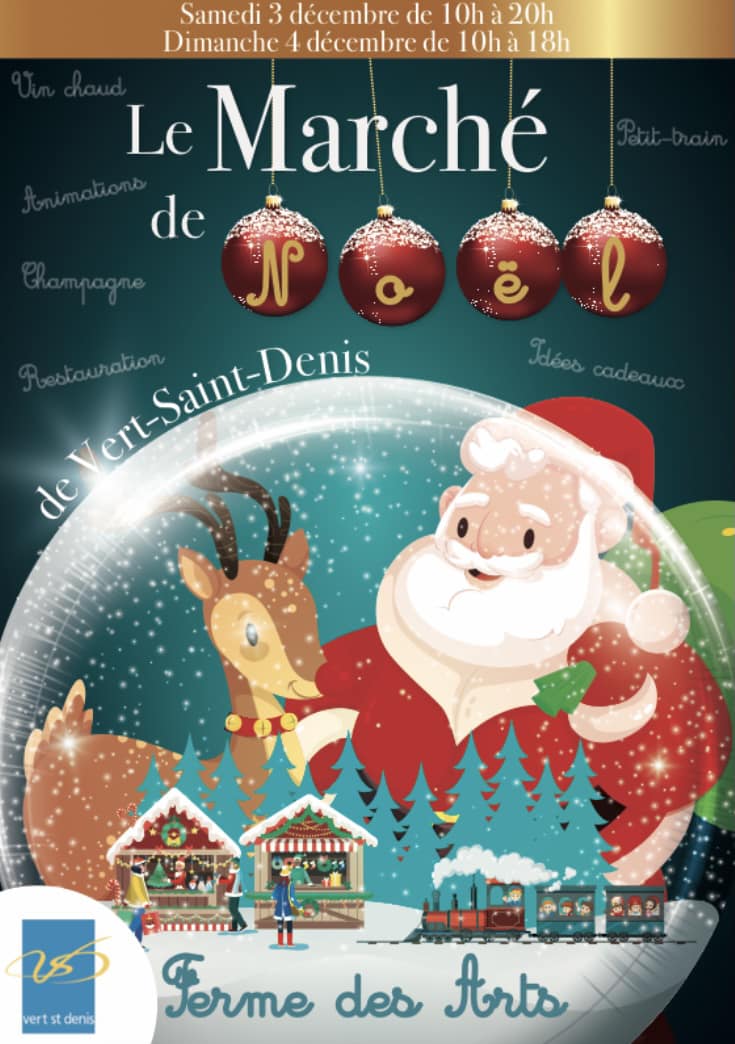 Samedi 3 décembre de 10h à 20h
Dimanche 4 décembre de 10h à 18h
Vin chaud
Le Marché
Petit-train
Animations
de Noël
Champagne
Restauration
Idées cadeaux
de Vert-Saint-Denis
Ferme des Arts
vsd
vert st denis